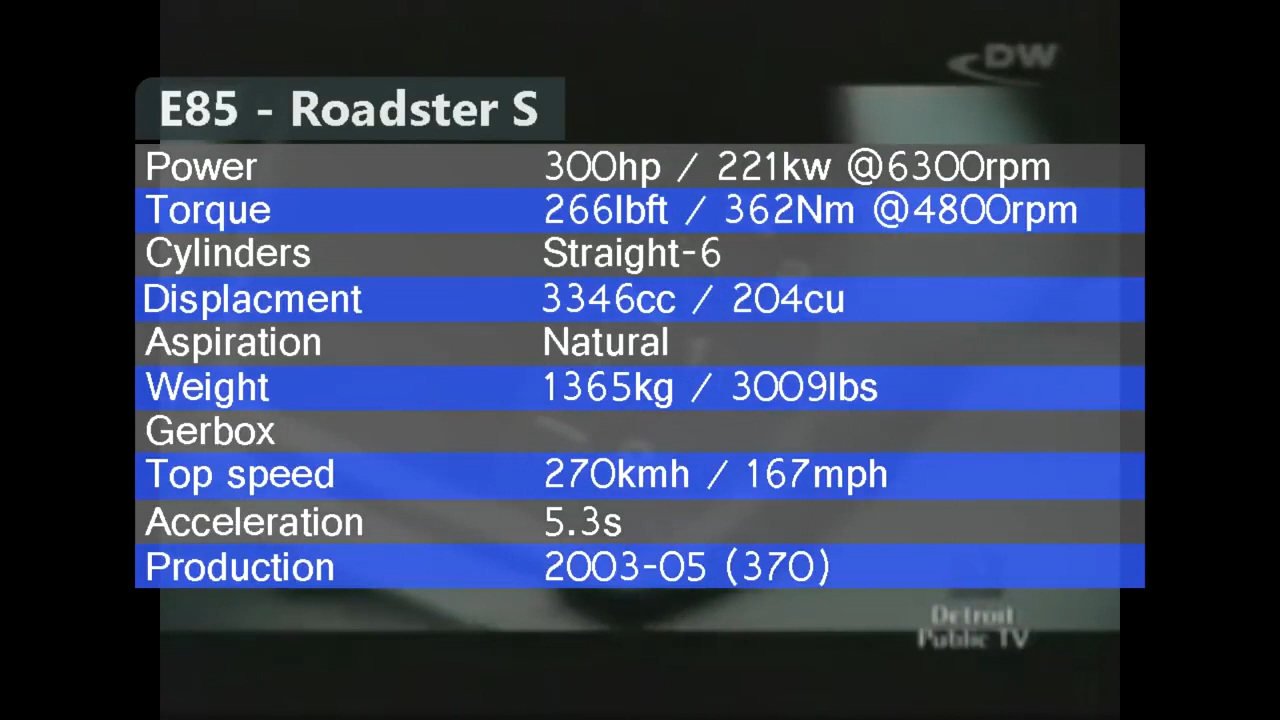 DW
E85 - Roadster S
Power 300hp / 221kw @6300rpm
Torque 266lbft / 362Nm @4800rpm
Cylinders Straight-6
Displacment 3346cc / 204cu
Aspiration Natural
Weight 1365kg / 3009lbs
Gerbox
Top speed 270kmh / 167mph
Acceleration 5.3s
Production 2003-05 (370)
Detroit
Public TV